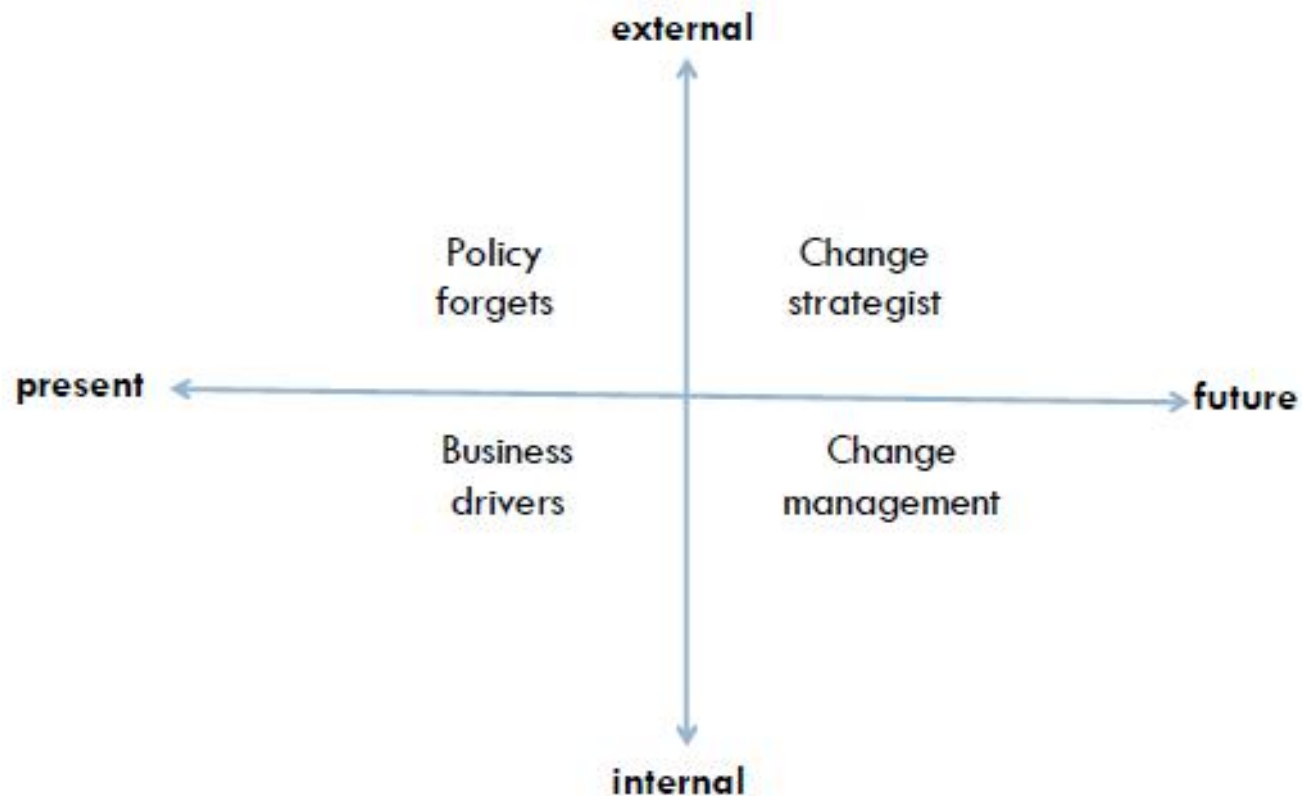 external
Policy
forgets
Change
strategist
present
future
Business
drivers
Change
management
internal